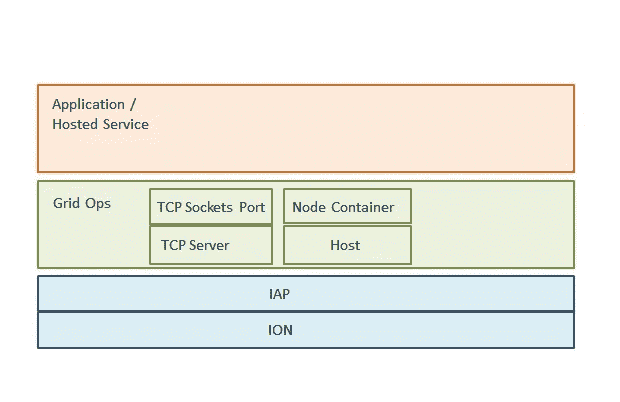 Application /
Hosted Service
Grid Ops
TCP Sockets Port
Node Container
TCP Server
Host
IAP
ION